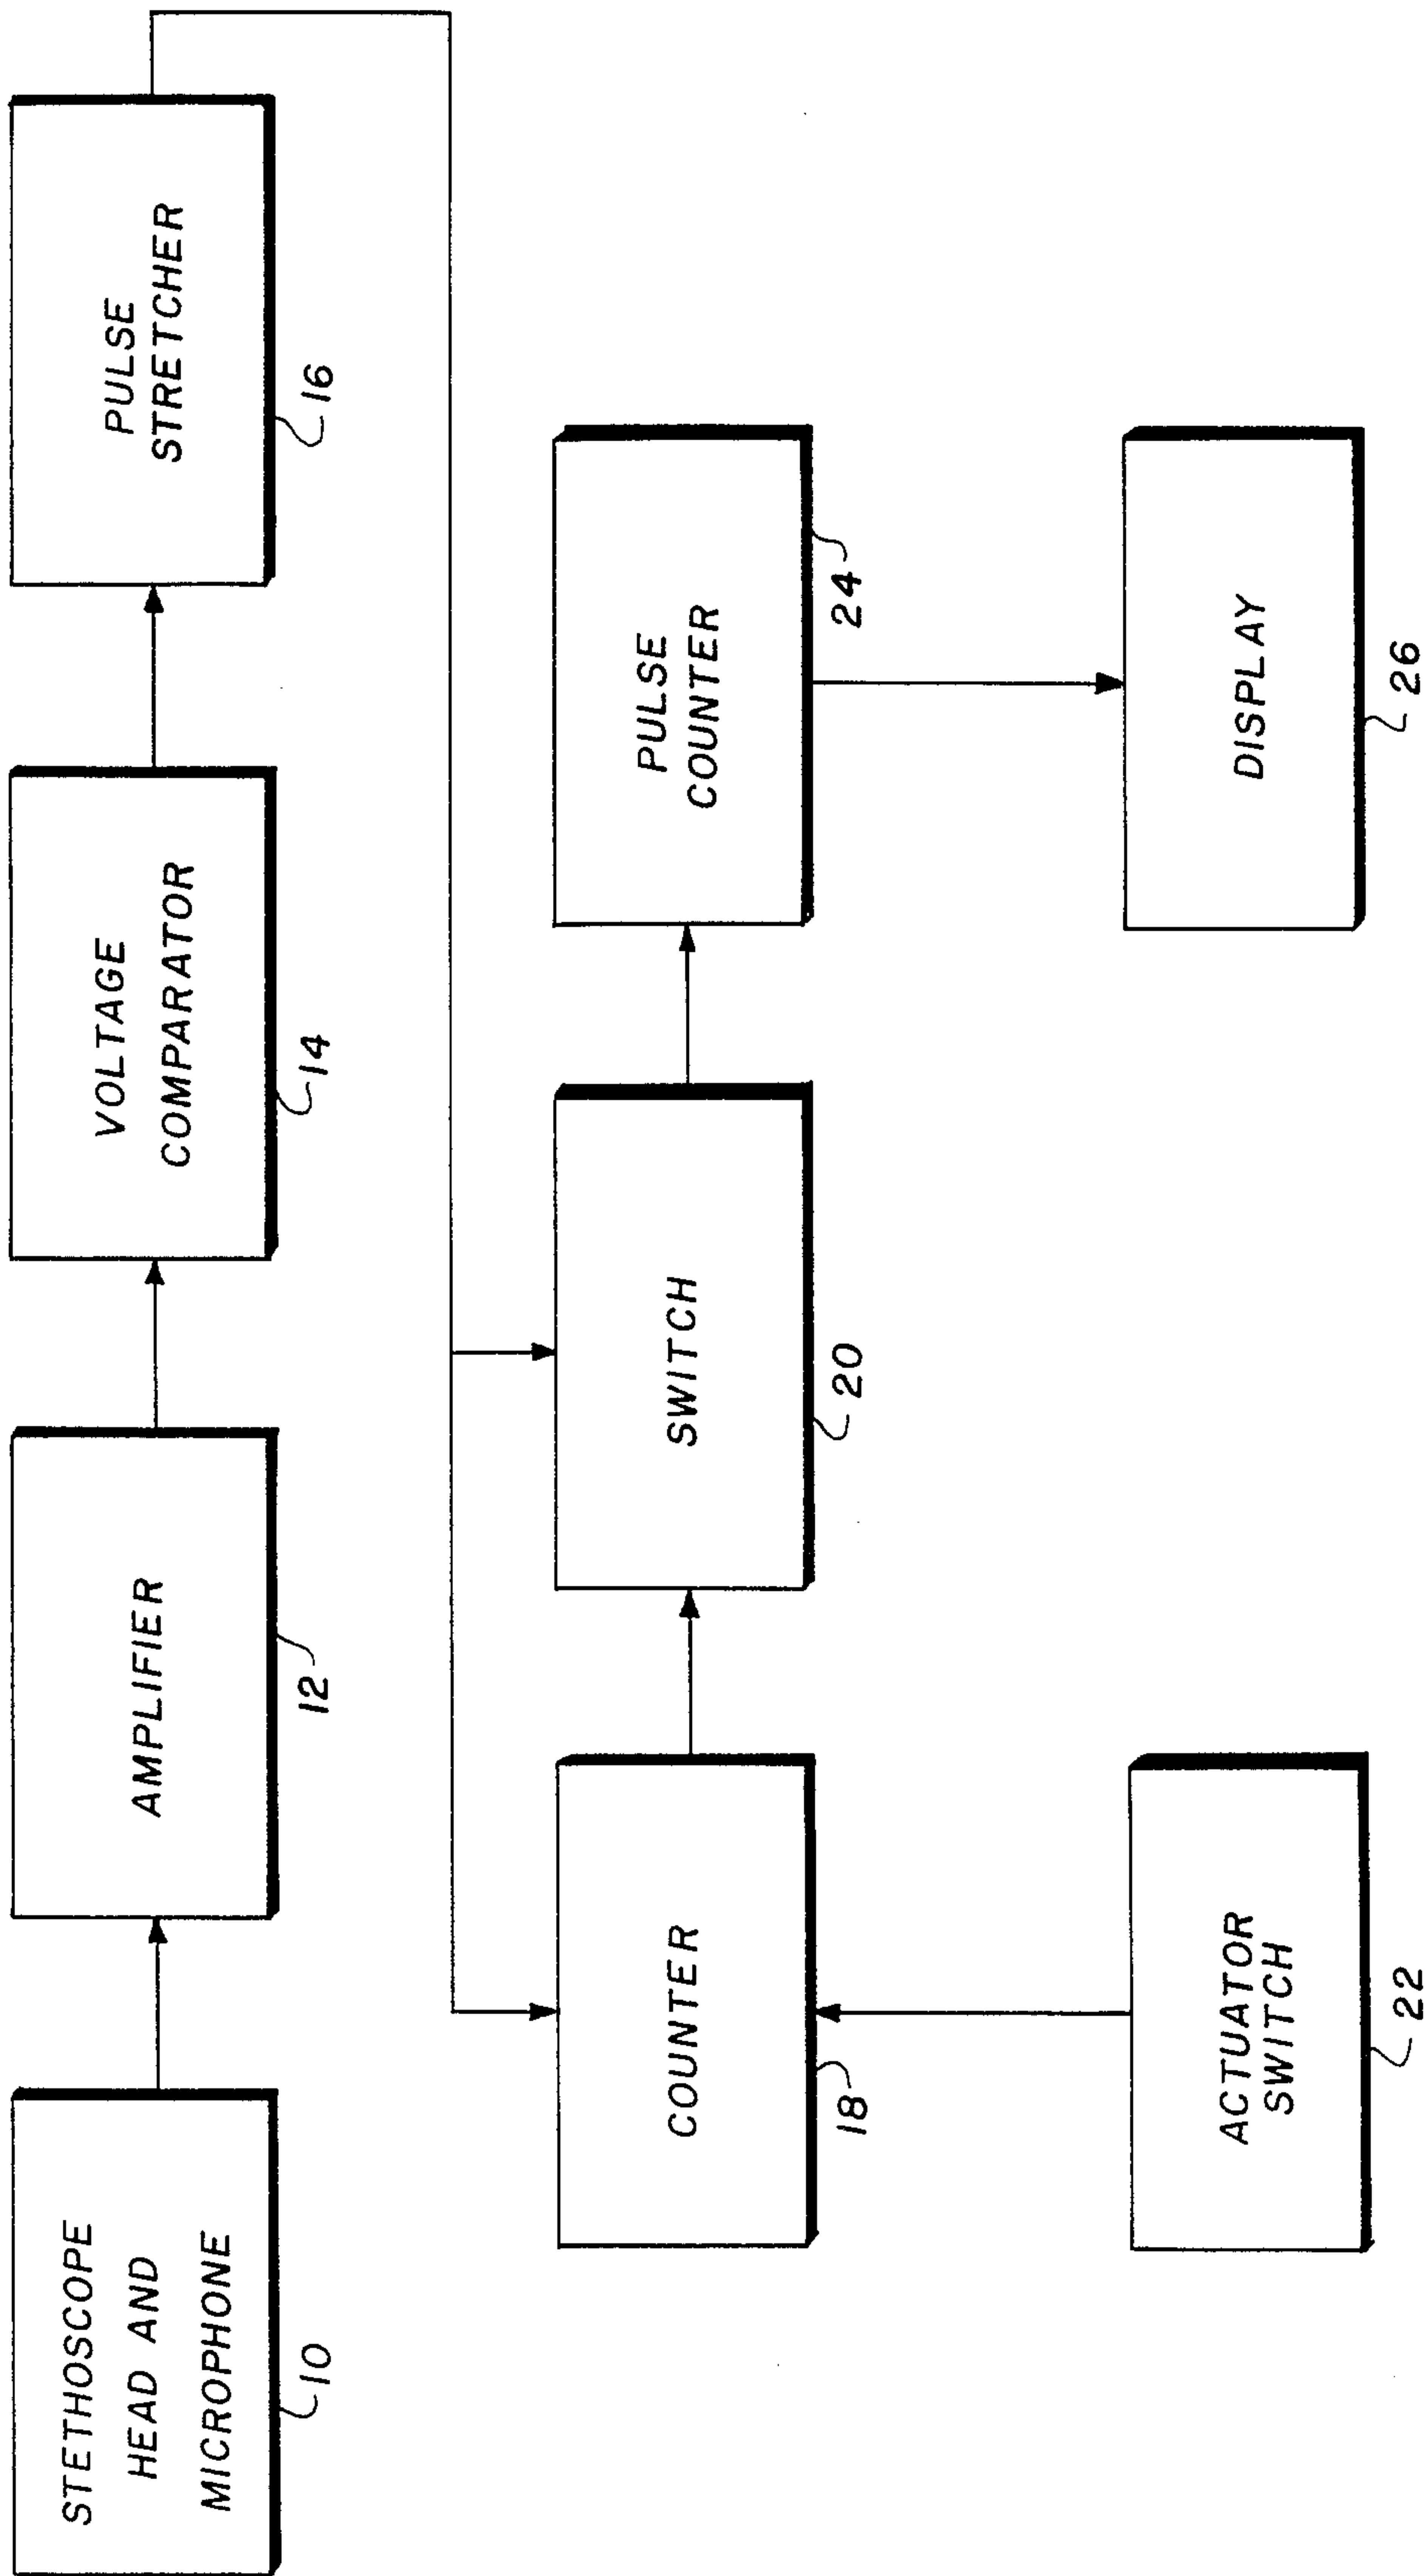 STETHOSCOPE
HEAD AND
MICROPHONE
10
AMPLIFIER
12
VOLTAGE
COMPARATOR
14
PULSE
STRETCHER
16
COUNTER
18
SWITCH
20
PULSE
COUNTER
24
ACTUATOR
SWITCH
22
DISPLAY
26